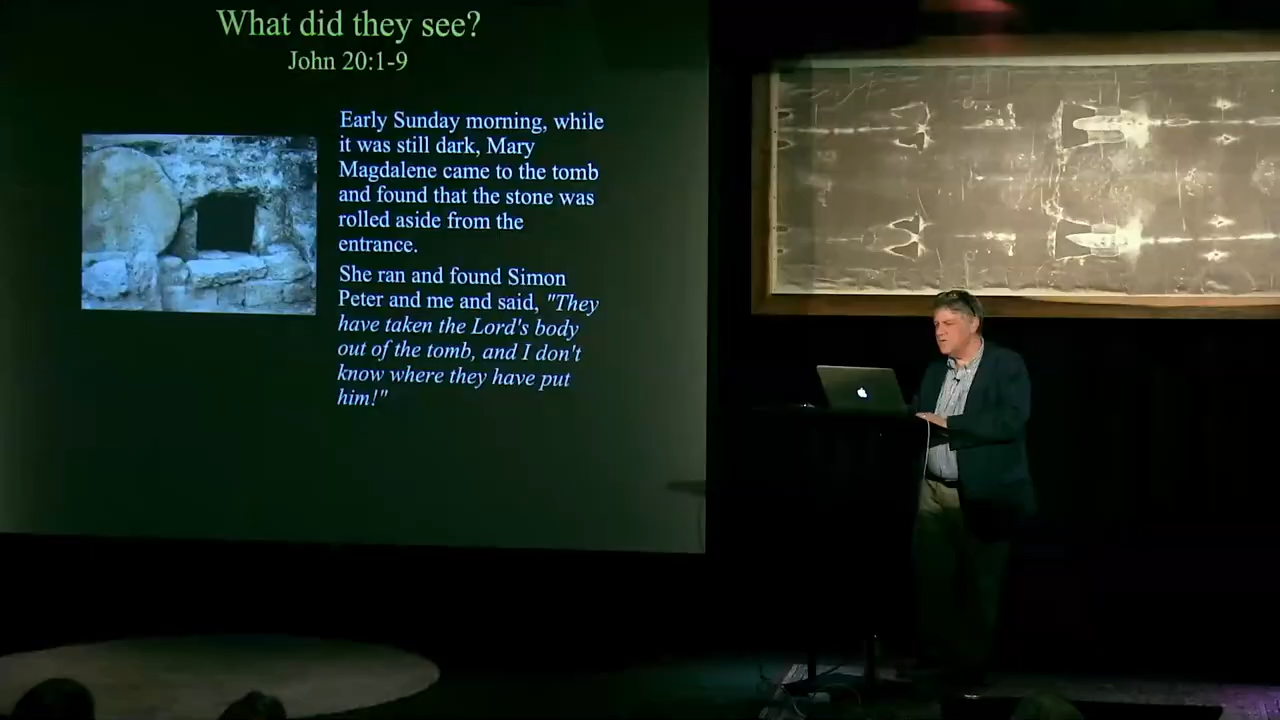 What did they see?
John 20:1-9
Early Sunday morning, while
it was still dark, Mary
Magdalene came to the tomb
and found that the stone was
rolled aside from the
entrance.
She ran and found Simon
Peter and me and said, "They
have taken the Lord's body
out of the tomb, and I don't
know where they have put
him!"